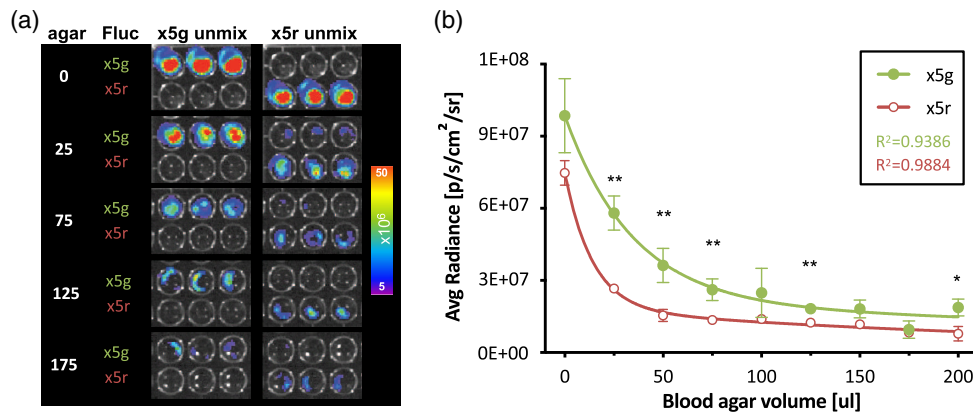 (a)
agar Fluc x5g unmix x5r unmix
0 x5g
x5r
25 x5g
x5r
75 x5g
x5r
125 x5g
x5r
175 x5g
x5r
50
x10⁶
5
(b)
Avg Radiance [p/s/cm²/sr]
1E+08
9E+07
6E+07
3E+07
0E+00
** ** ** ** *
x5g
x5r
R²=0.9386
R²=0.9884
0 50 100 150 200
Blood agar volume [ul]